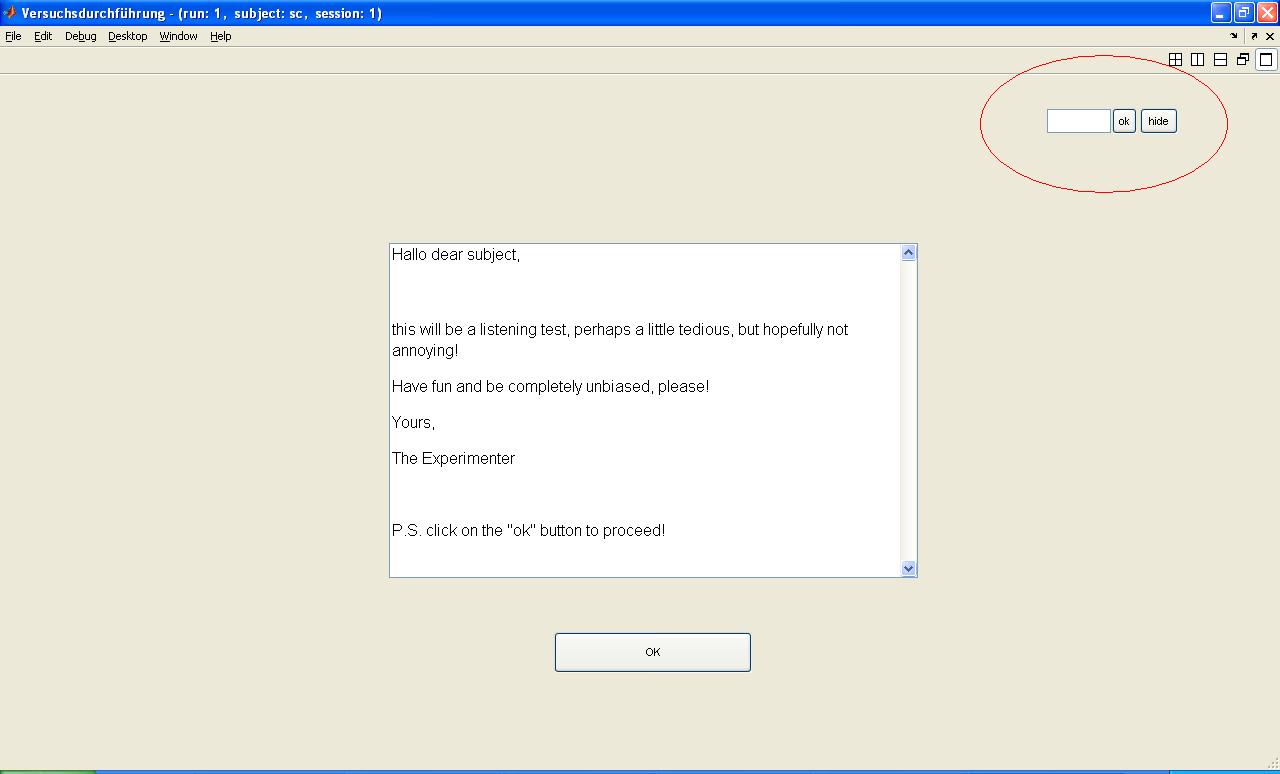 Versuchsdurchführung - (run: 1, subject: sc, session: 1)
File Edit Debug Desktop Window Help
ok hide
Hallo dear subject,
this will be a listening test, perhaps a little tedious, but hopefully not
annoying!
Have fun and be completely unbiased, please!
Yours,
The Experimenter
P.S. click on the "ok" button to proceed!
OK